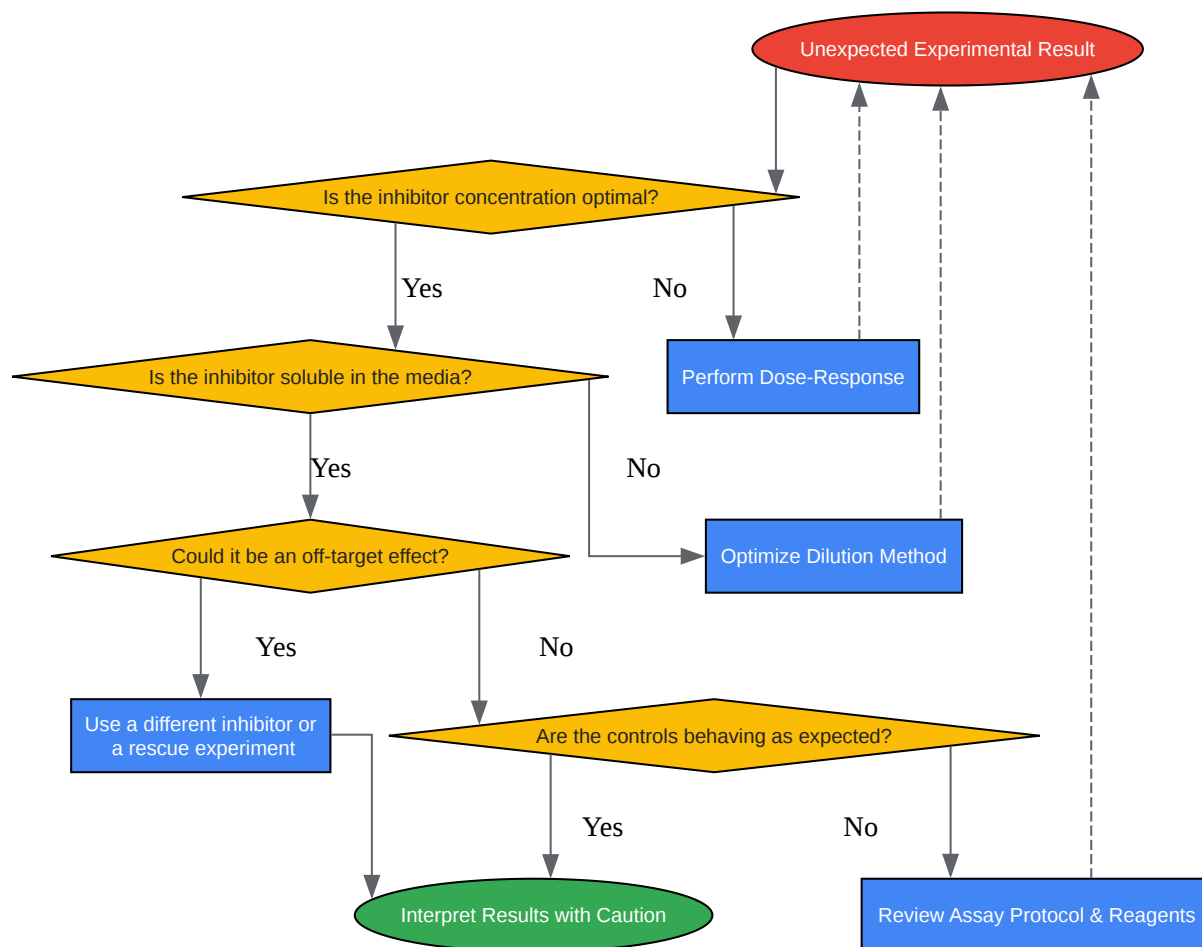 Unexpected Experimental Result
Is the inhibitor concentration optimal?
Yes
No
Is the inhibitor soluble in the media?
Perform Dose-Response
Yes
No
Could it be an off-target effect?
Optimize Dilution Method
Yes
No
Use a different inhibitor or
a rescue experiment
Are the controls behaving as expected?
Yes
No
Interpret Results with Caution
Review Assay Protocol & Reagents